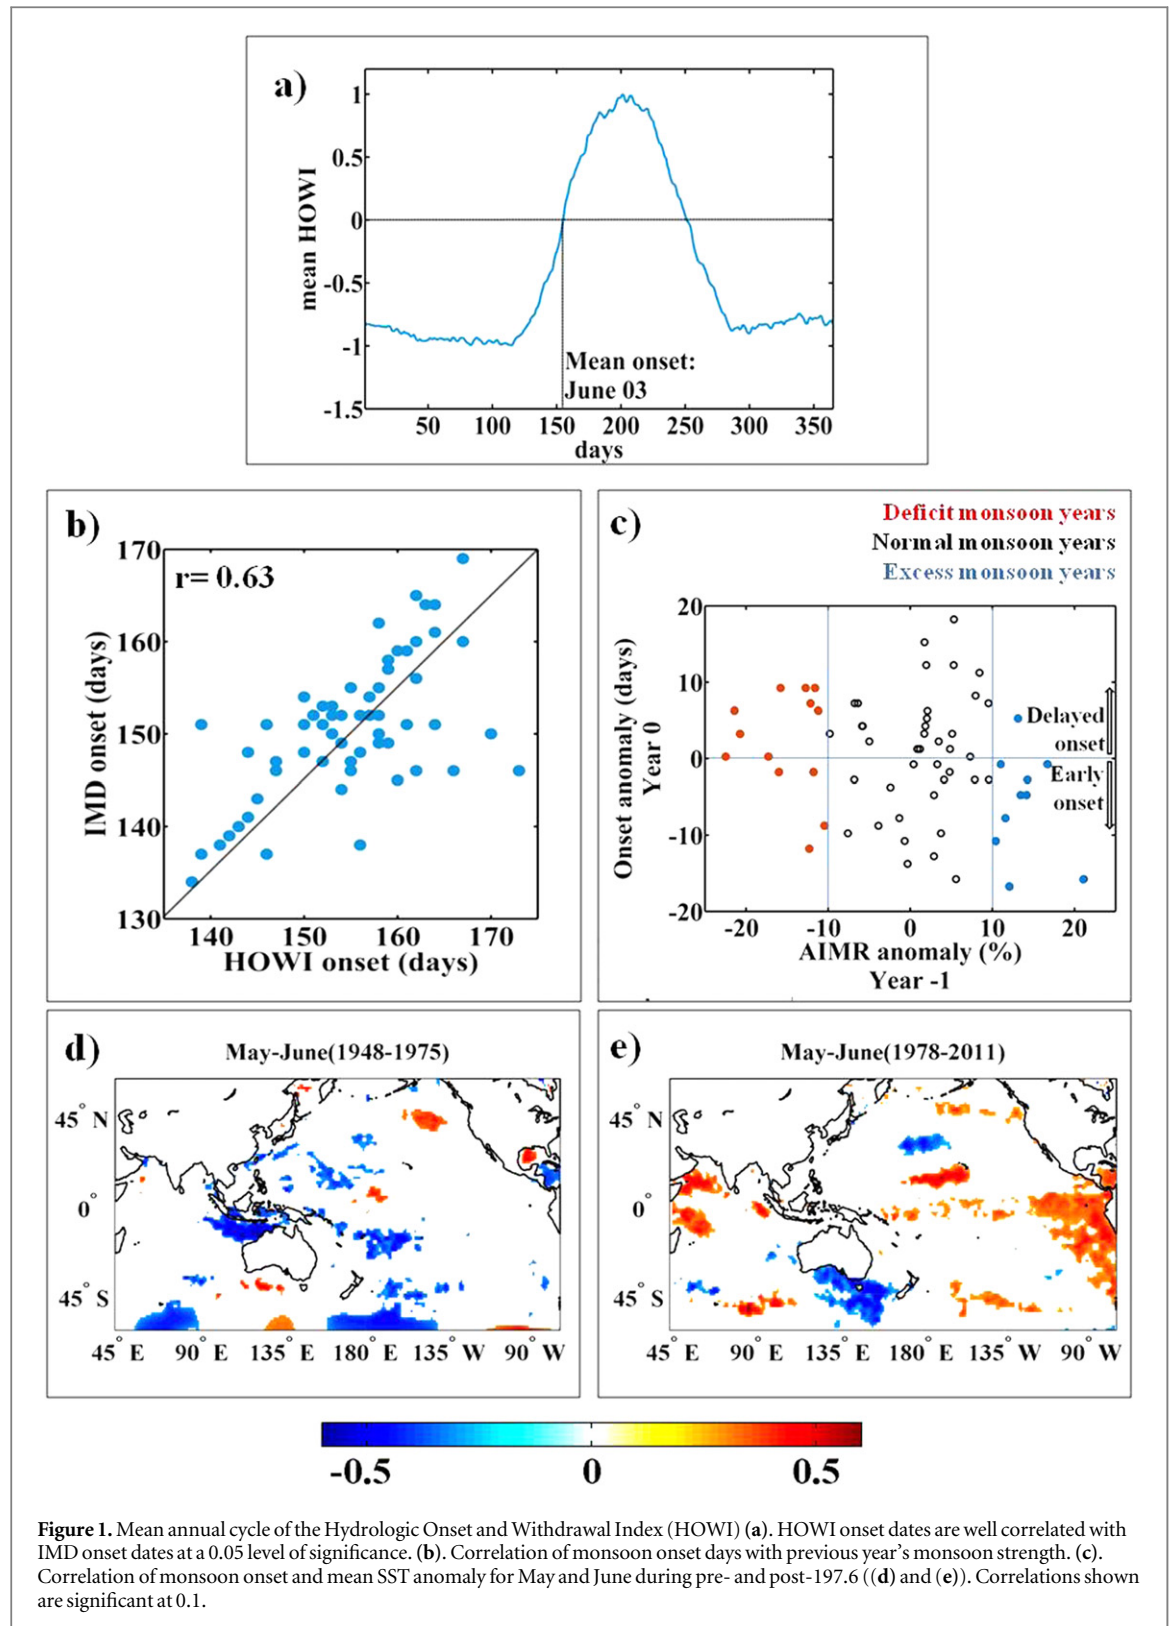 a)
1
0.5
0
-0.5
-1
-1.5
mean HOWI
Mean onset:
June 03
50 100 150 200 250 300 350
days
b)
r= 0.63
170
160
150
140
130
IMD onset (days)
140 150 160 170
HOWI onset (days)
c)
Deficit monsoon years
Normal monsoon years
Excess monsoon years
20
10
0
-10
-20
Onset anomaly (days)
Year 0
Delayed
onset
Early
onset
-20 -10 0 10 20
AIMR anomaly (%)
Year -1
d)
May-June(1948-1975)
45° N
0°
45° S
45° E 90° E 135° E 180° E 135° W 90° W
e)
May-June(1978-2011)
45° N
0°
45° S
45° E 90° E 135° E 180° E 135° W 90° W
-0.5 0 0.5
Figure 1. Mean annual cycle of the Hydrologic Onset and Withdrawal Index (HOWI) (a). HOWI onset dates are well correlated with
IMD onset dates at a 0.05 level of significance. (b). Correlation of monsoon onset days with previous year's monsoon strength. (c).
Correlation of monsoon onset and mean SST anomaly for May and June during pre- and post-197.6 ((d) and (e)). Correlations shown
are significant at 0.1.